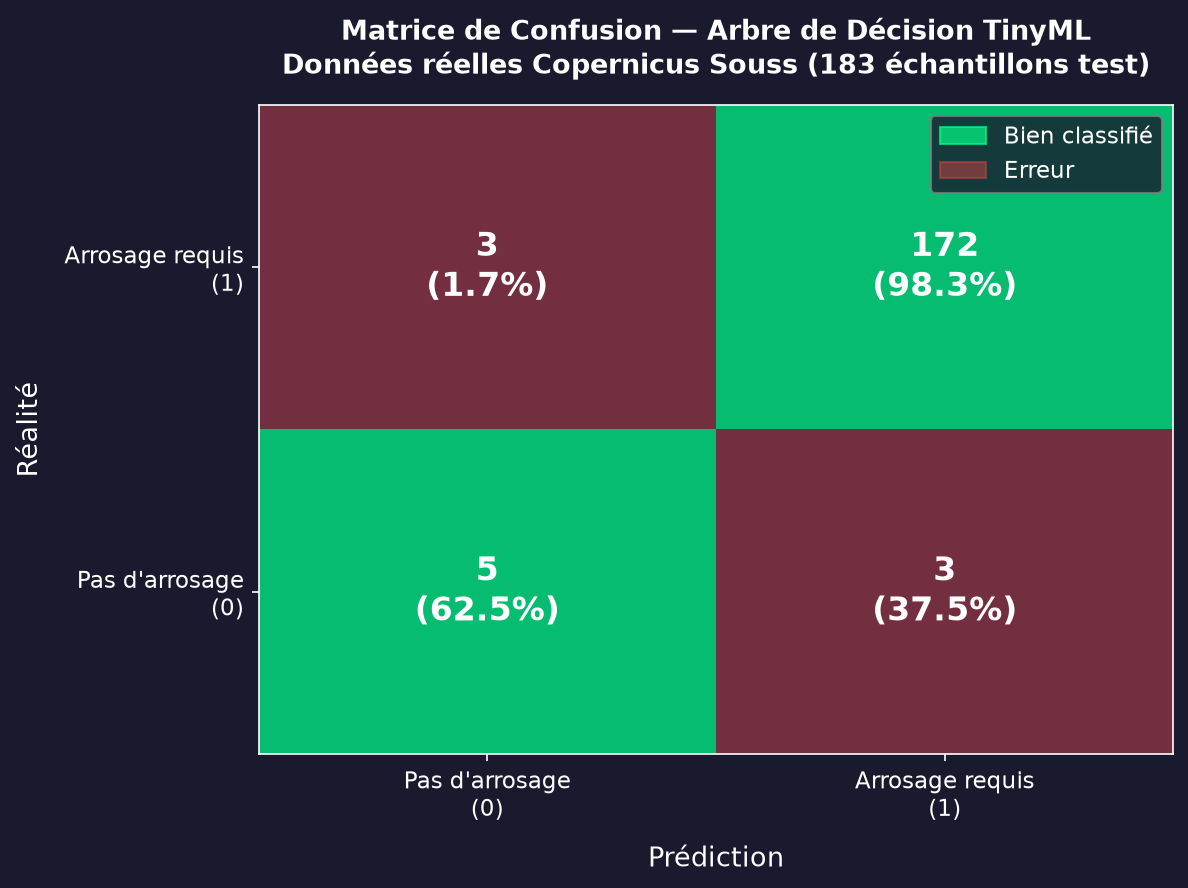 Matrice de Confusion — Arbre de Décision TinyML
Données réelles Copernicus Souss (183 échantillons test)
Bien classifié
Erreur
Arrosage requis
(1)
3
(1.7%)
172
(98.3%)
Réalité
Pas d'arrosage
(0)
5
(62.5%)
3
(37.5%)
Pas d'arrosage
(0)
Arrosage requis
(1)
Prédiction